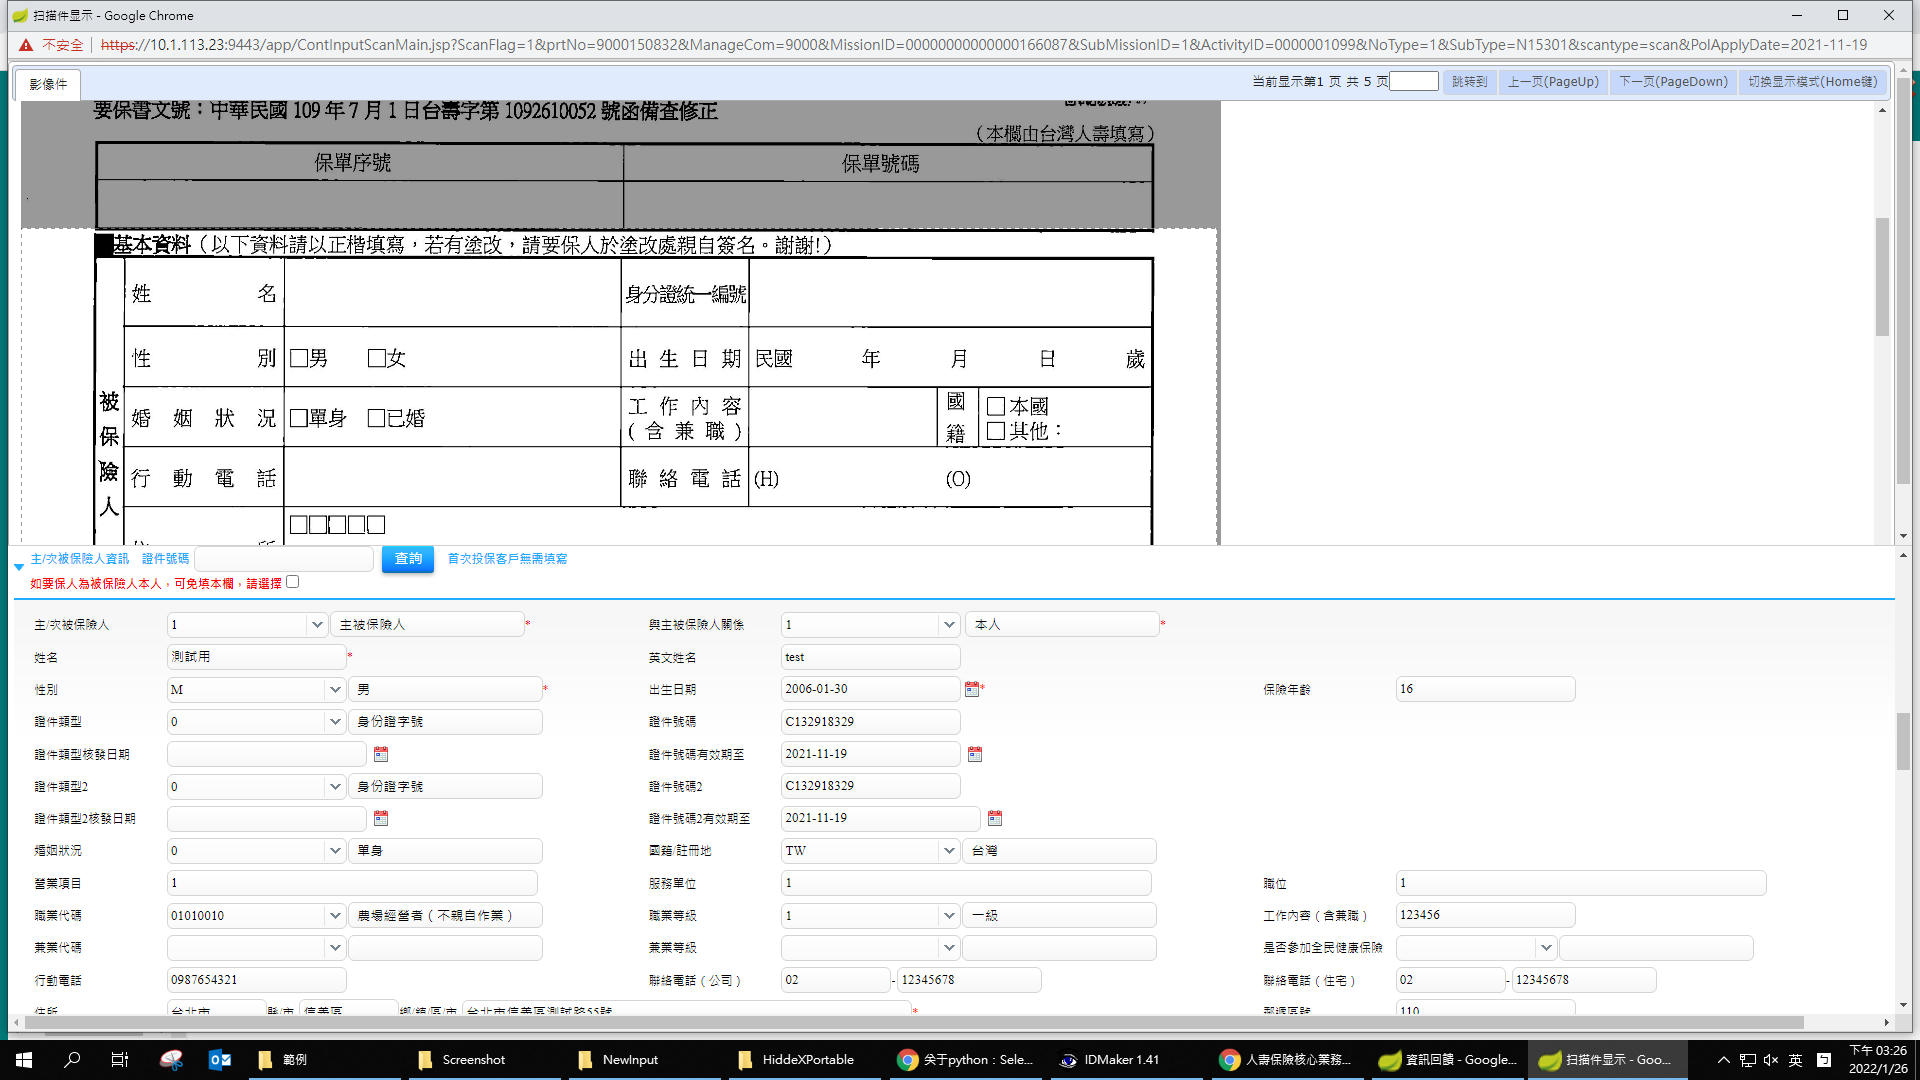 扫描件显示 - Google Chrome
不安全 | https://10.1.113.23:9443/app/ContInputScanMain.jsp?ScanFlag=1&prtNo=9000150832&ManageCom=9000&MissionID=00000000000000166087&SubMissionID=1&ActivityID=0000001099&NoType=1&SubType=N15301&scantype=scan&PolApplyDate=2021-11-19
影像件 当前显示第1 页 共 5 页 跳转到 上一页(PageUp) 下一页(PageDown) 切换显示模式(Home键)
要保書文號：中華民國 109 年 7 月 1 日台壽字第 1092610052 號函備查修正
（本欄由台灣人壽填寫）
保單序號 保單號碼
■基本資料（以下資料請以正楷填寫，若有塗改，請要保人於塗改處親自簽名。謝謝!）
被保險人
姓 名 身分證統一編號
性 別 □男 □女 出生日期 民國 年 月 日 歲
婚姻狀況 □單身 □已婚 工作內容(含兼職) 國籍 □本國 □其他：
行動電話 聯絡電話 (H) (O)
□□□□□
主/次被保險人資訊 證件號碼 查詢 首次投保客戶無需填寫
如要保人為被保險人本人，可免填本欄，請選擇
主/次被保險人 1 主被保險人 * 與主被保險人關係 1 本人 *
姓名 測試用 * 英文姓名 test
性別 M 男 * 出生日期 2006-01-30 * 保險年齡 16
證件類型 0 身份證字號 證件號碼 C132918329
證件類型核發日期 證件號碼有效期至 2021-11-19
證件類型2 0 身份證字號 證件號碼2 C132918329
證件類型2核發日期 證件號碼2有效期至 2021-11-19
婚姻狀況 0 單身 國籍/註冊地 TW 台灣
營業項目 1 服務單位 1 職位 1
職業代碼 01010010 農場經營者（不親自作業） 職業等級 1 一級 工作內容（含兼職） 123456
兼業代碼 兼業等級 是否參加全民健康保險
行動電話 0987654321 聯絡電話（公司） 02 - 12345678 聯絡電話（住宅） 02 - 12345678
住所 台北市 縣/市 信義區 鄉/鎮/區/市 台北市信義區測試路55號 * 郵遞區號 110
範例 Screenshot NewInput HiddeXPortable 关于python：Sele... IDMaker 1.41 人壽保險核心業務... 資訊回饋 - Google... 扫描件显示 - Goo... 英 下午 03:26
2022/1/26